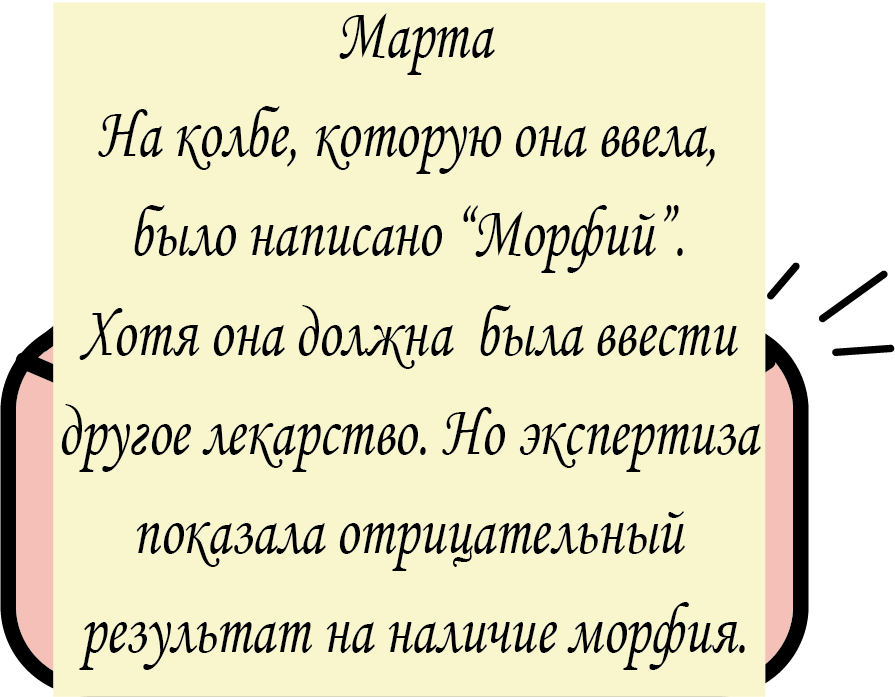 Марта
На колбе, которую она ввела,
было написано “Морфий”.
Хотя она должна была ввести
другое лекарство. Но экспертиза
показала отрицательный
результат на наличие морфия.